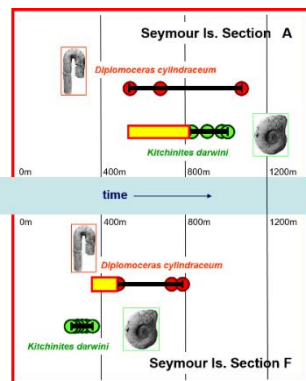 Seymour Is. Section A
Diplomoceras cylindraceum
Kitchinites darwini
0m 400m 800m 1200m
time
0m 400m 800m 1200m
Diplomoceras cylindraceum
Kitchinites darwini
Seymour Is. Section F